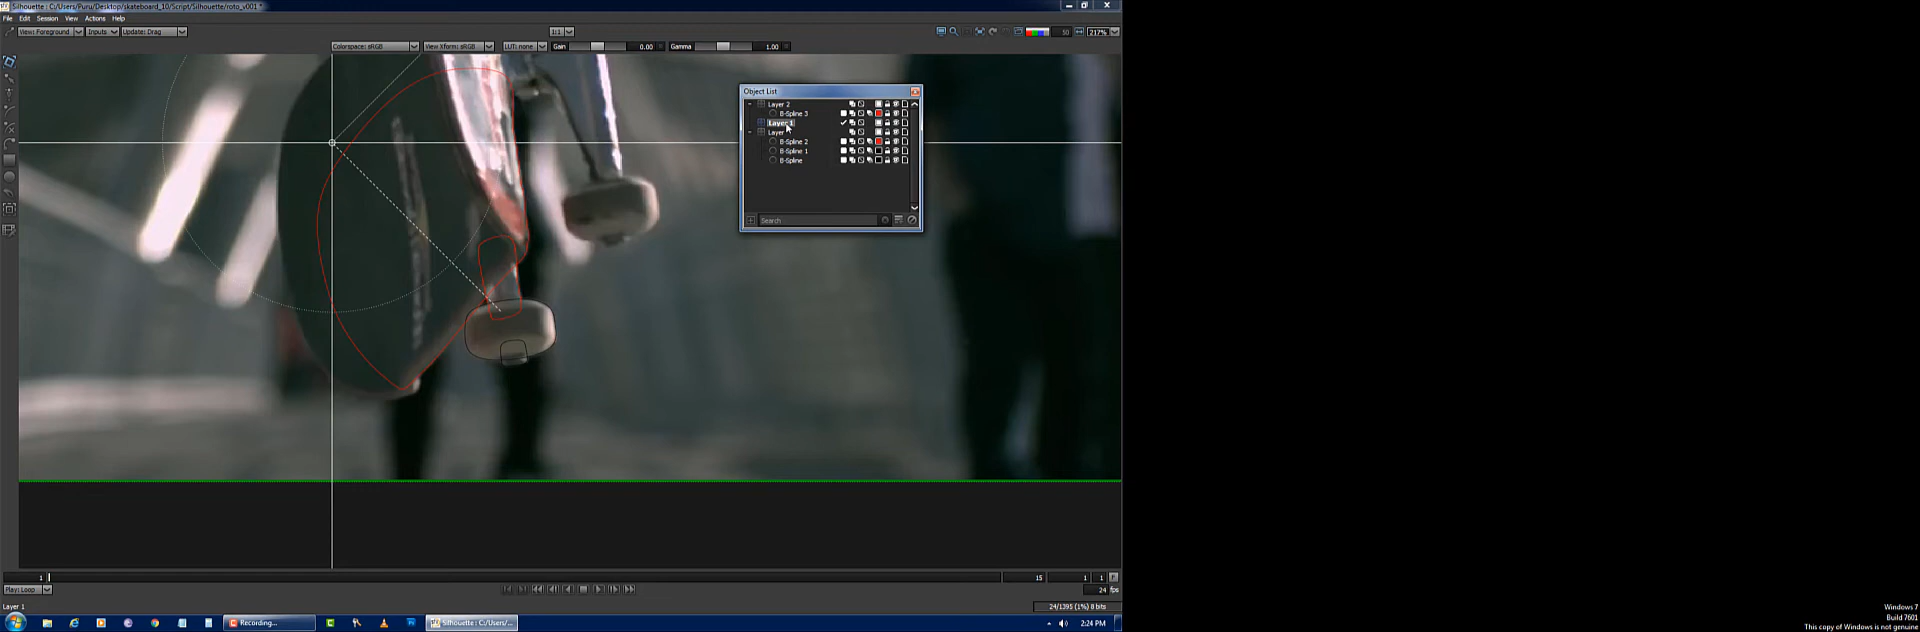 Silhouette : C:/Users/Puru/Desktop/skateboard_10/Script/Silhouette/roto_v001 *
File Edit Session View Actions Help
View: Foreground Inputs Update: Drag
1:1
50 217%
Colorspace: sRGB View Xform: sRGB LUT: none Gain 0.00 Gamma 1.00
Object List
Layer 2
B-Spline 3
Layer 1
Layer
B-Spline 2
B-Spline 1
B-Spline
Search
1 15 1 1 F
Play: Loop 24 fps
Layer 1 24/1395 (1%) 8 bits
Recording... Silhouette : C:/Users/... 2:24 PM
Windows 7
Build 7601
This copy of Windows is not genuine